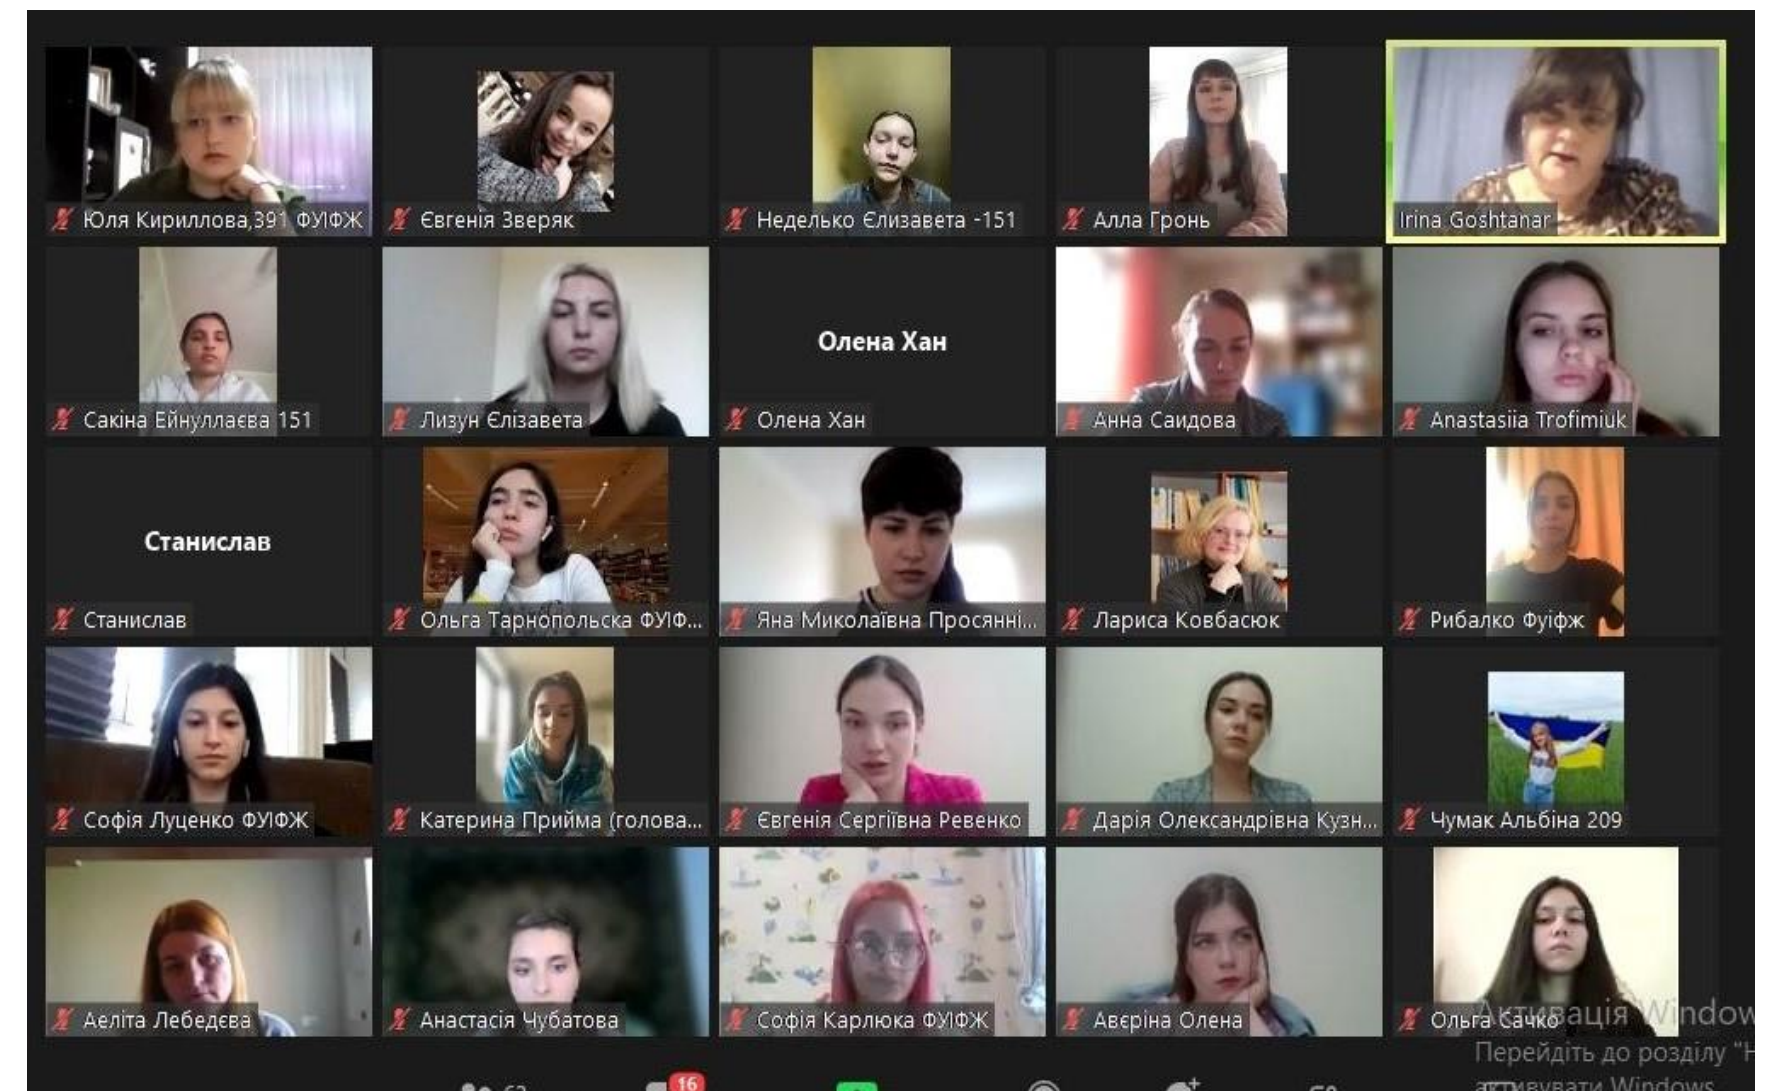 Юля Кириллова,391 ФУІФЖ
Євгенія Зверяк
Неделько Єлизавета -151
Алла Гронь
Irina Goshtanar
Сакіна Ейнуллаєва 151
Лизун Єлізавета
Олена Хан
Олена Хан
Анна Саидова
Anastasiia Trofimiuk
Станислав
Станислав
Ольга Тарнопольска ФУІФ...
Яна Миколаївна Просянні...
Лариса Ковбасюк
Рибалко Фуіфж
Софія Луценко ФУІФЖ
Катерина Прийма (голова...
Євгенія Сергіївна Ревенко
Дарія Олександрівна Кузн...
Чумак Альбіна 209
Аеліта Лебедєва
Анастасія Чубатова
Софія Карлюка ФУІФЖ
Авєріна Олена
Ольга Сачко
Активація Window
Перейдіть до розділу "Н
активувати Windows
16